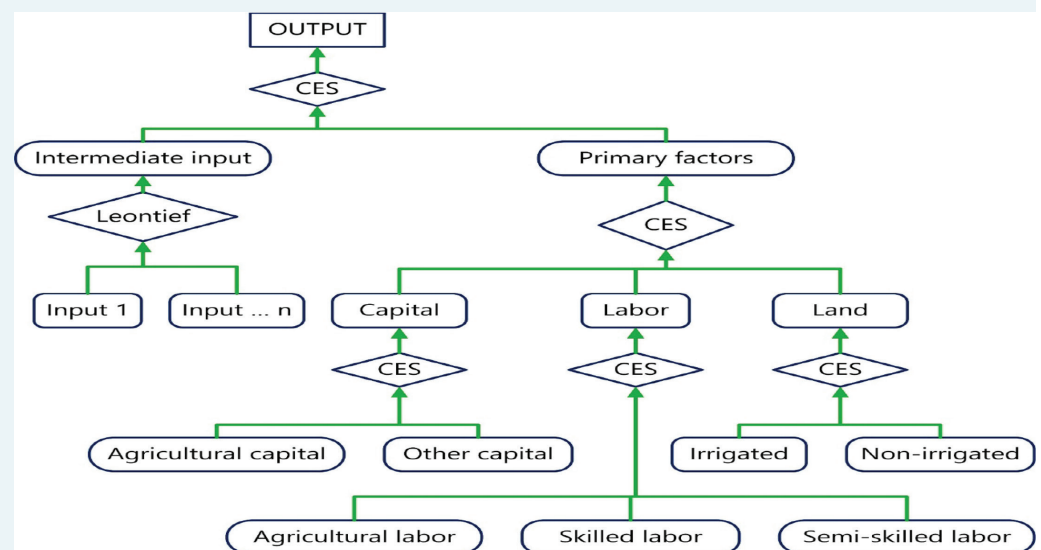 OUTPUT
CES
Intermediate input
Primary factors
Leontief
CES
Input 1
Input ... n
Capital
Labor
Land
CES
CES
CES
Agricultural capital
Other capital
Irrigated
Non-irrigated
Agricultural labor
Skilled labor
Semi-skilled labor